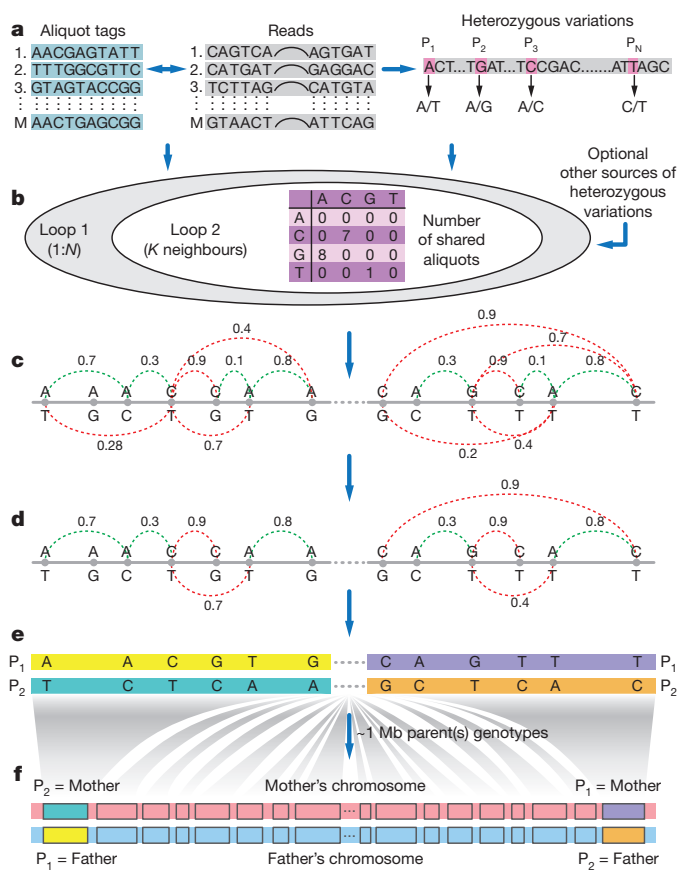 a
Aliquot tags
Reads
Heterozygous variations
1. AACGAGTATT
2. TTTGGCGTTC
3. GTAGTACCGG
M AACTGAGCGG
1. CAGTCA AGTGAT
2. CATGAT GAGGAC
3. TCTTAG CATGTA
M GTAACT ATTCAG
P1 P2 P3 PN
ACT...TGAT...TCCGAC.......ATTAGC
A/T A/G A/C C/T
Optional
other sources of
heterozygous
variations
b
Loop 1
(1:N)
Loop 2
(K neighbours)
A C G T
A 0 0 0 0
C 0 7 0 0
G 8 0 0 0
T 0 0 1 0
Number
of shared
aliquots
c
0.9
0.4 0.7
0.7 0.3 0.9 0.1 0.8 0.3 0.9 0.1 0.8
A A A C C A A C A G C A C
T G C T G T G G C T T T T
0.28 0.7 0.2 0.4
d
0.9
0.7 0.3 0.9 0.8 0.3 0.9 0.8
A A A C C A A C A G C A C
T G C T G T G G C T T T T
0.7 0.4
e
P1 A A C G T G C A G T T T P1
P2 T C T C A A G C T C A C P2
~1 Mb parent(s) genotypes
f
P2 = Mother Mother's chromosome P1 = Mother
...
P1 = Father Father's chromosome P2 = Father